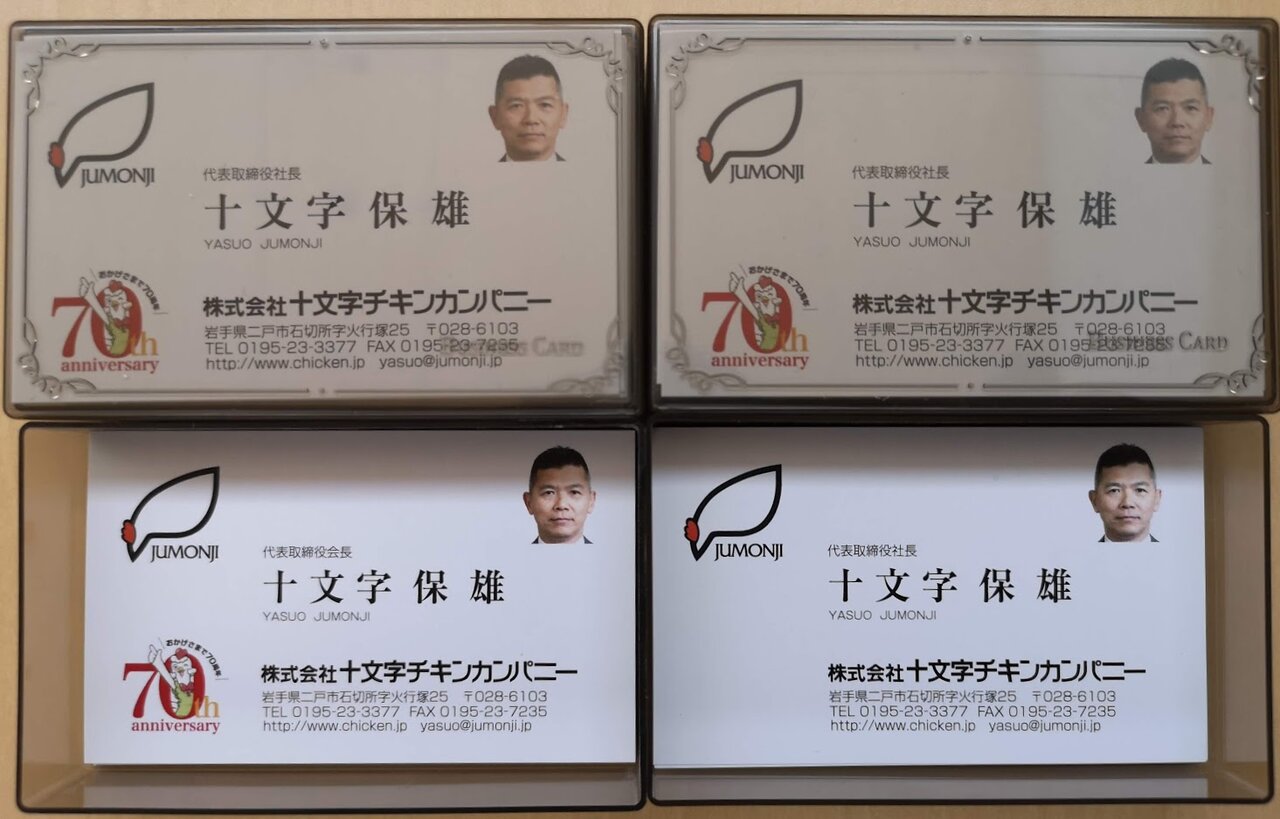 JUMONJI
代表取締役社長
十文字 保雄
YASUO JUMONJI
おかげさまで70周年
70th
anniversary
株式会社十文字チキンカンパニー
岩手県二戸市石切所字火行塚25 〒028-6103
TEL 0195-23-3377 FAX 0195-23-7235
http://www.chicken.jp yasuo@jumonji.jp
BUSINESS CARD
JUMONJI
代表取締役社長
十文字 保雄
YASUO JUMONJI
おかげさまで70周年
70th
anniversary
株式会社十文字チキンカンパニー
岩手県二戸市石切所字火行塚25 〒028-6103
TEL 0195-23-3377 FAX 0195-23-7235
http://www.chicken.jp yasuo@jumonji.jp
BUSINESS CARD
JUMONJI
代表取締役会長
十文字 保雄
YASUO JUMONJI
おかげさまで70周年
70th
anniversary
株式会社十文字チキンカンパニー
岩手県二戸市石切所字火行塚25 〒028-6103
TEL 0195-23-3377 FAX 0195-23-7235
http://www.chicken.jp yasuo@jumonji.jp
JUMONJI
代表取締役社長
十文字 保雄
YASUO JUMONJI
株式会社十文字チキンカンパニー
岩手県二戸市石切所字火行塚25 〒028-6103
TEL 0195-23-3377 FAX 0195-23-7235
http://www.chicken.jp yasuo@jumonji.jp